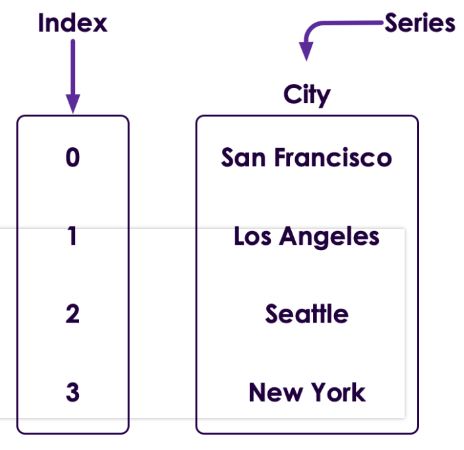 Index
Series
City
0 San Francisco
1 Los Angeles
2 Seattle
3 New York